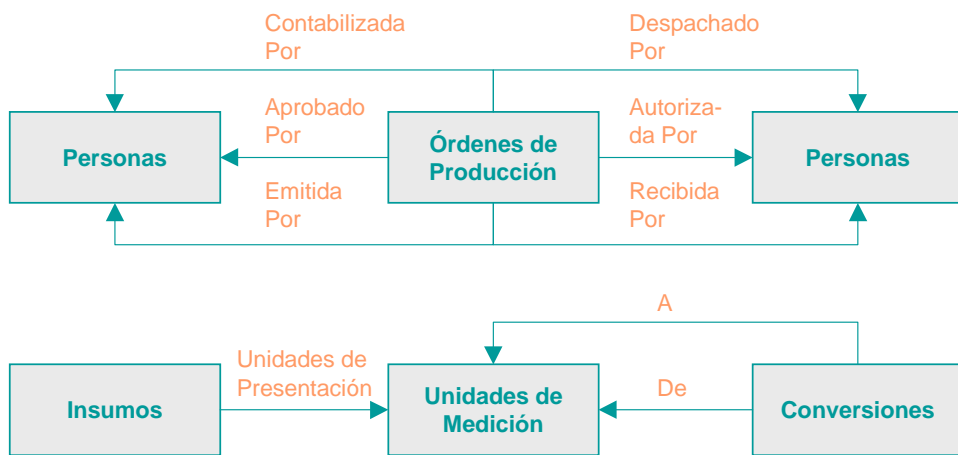 Contabilizada
Por
Despachado
Por
Aprobado
Por
Autoriza-
da Por
Personas
Órdenes de
Producción
Personas
Emitida
Por
Recibida
Por
A
Unidades de
Presentación
De
Insumos
Unidades de
Medición
Conversiones